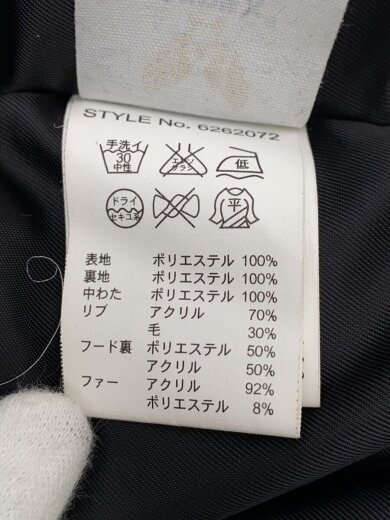 STYLE No. 6262072
手洗イ
30
中性
エンソ
サラシ
低
ドライ
セキユ系
平
表地 ポリエステル 100%
裏地 ポリエステル 100%
中わた ポリエステル 100%
リブ アクリル 70%
毛 30%
フード裏 ポリエステル 50%
アクリル 50%
ファー アクリル 92%
ポリエステル 8%